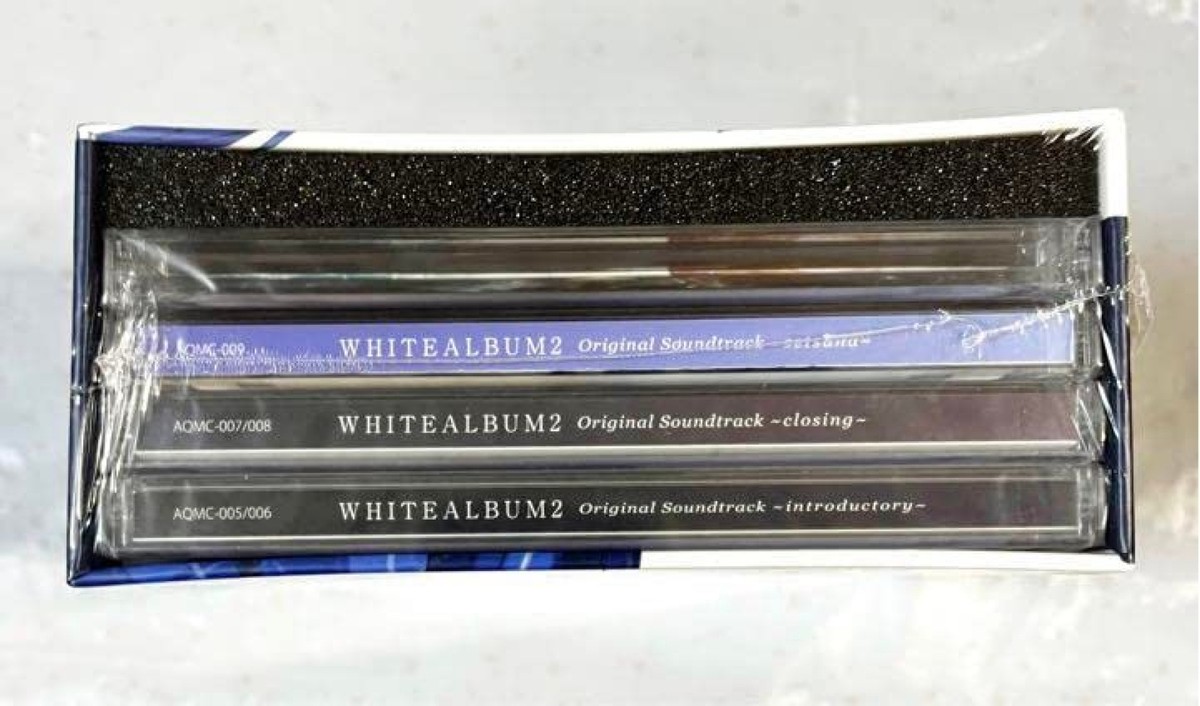 AQMC-009 WHITEALBUM2 Original Soundtrack ~setsuna~
AQMC-007/008 WHITEALBUM2 Original Soundtrack ~closing~
AQMC-005/006 WHITEALBUM2 Original Soundtrack ~introductory~